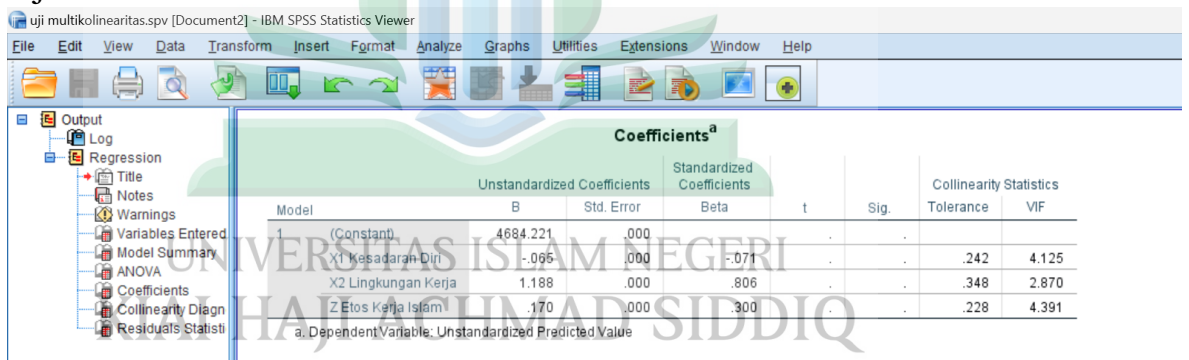 uji multikolinearitas.spv [Document2] - IBM SPSS Statistics Viewer
File Edit View Data Transform Insert Format Analyze Graphs Utilities Extensions Window Help
Output
Log
Regression
Title
Notes
Warnings
Variables Entered
Model Summary
ANOVA
Coefficients
Collinearity Diagn
Residuals Statisti
Coefficients a
Unstandardized Coefficients Standardized Coefficients Collinearity Statistics
Model B Std. Error Beta t Sig. Tolerance VIF
1 (Constant) 4684.221 .000 . .
X1 Kesadaran Diri -.065 .000 -.071 . . .242 4.125
X2 Lingkungan Kerja 1.188 .000 .806 . . .348 2.870
Z Etos Kerja Islam .170 .000 .300 . . .228 4.391
a. Dependent Variable: Unstandardized Predicted Value
UNIVERSITAS ISLAM NEGERI
KIAI HAJI ACHMAD SIDDIQ